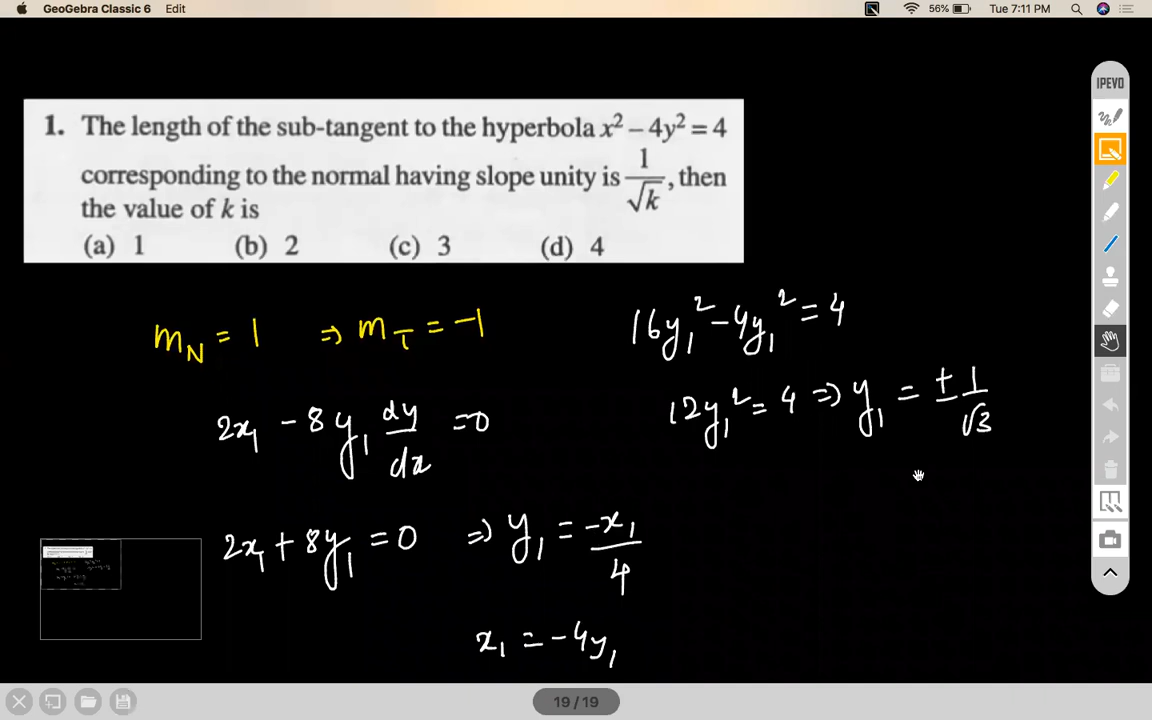 GeoGebra Classic 6 Edit 56% Tue 7:11 PM
IPEVO
1. The length of the sub-tangent to the hyperbola x² – 4y² = 4
corresponding to the normal having slope unity is 1/√k, then
the value of k is
(a) 1 (b) 2 (c) 3 (d) 4
m_N = 1 ⇒ m_T = -1
2x₁ - 8y₁ dy/dx = 0
2x₁ + 8y₁ = 0 ⇒ y₁ = -x₁/4
x₁ = -4y₁
16y₁² - 4y₁² = 4
12y₁² = 4 ⇒ y₁ = ± 1/√3
19 / 19